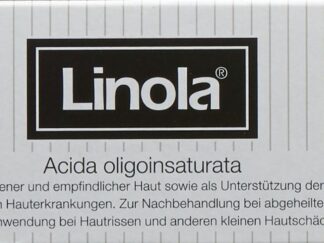 Linola®
Acida oligoinsaturata
ener und empfindlicher Haut sowie als Unterstützung der
n Hauterkrankungen. Zur Nachbehandlung bei abgeheilte
nwendung bei Hautrissen und anderen kleinen Hautschäd